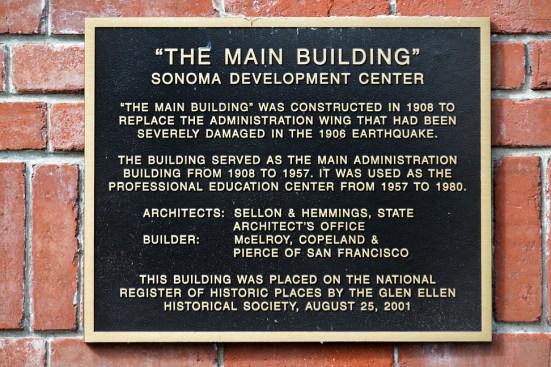 “THE MAIN BUILDING”
SONOMA DEVELOPMENT CENTER
“THE MAIN BUILDING” WAS CONSTRUCTED IN 1908 TO
REPLACE THE ADMINISTRATION WING THAT HAD BEEN
SEVERELY DAMAGED IN THE 1906 EARTHQUAKE.
THE BUILDING SERVED AS THE MAIN ADMINISTRATION
BUILDING FROM 1908 TO 1957. IT WAS USED AS THE
PROFESSIONAL EDUCATION CENTER FROM 1957 TO 1980.
ARCHITECTS: SELLON & HEMMINGS, STATE
ARCHITECT'S OFFICE
BUILDER: McELROY, COPELAND &
PIERCE OF SAN FRANCISCO
THIS BUILDING WAS PLACED ON THE NATIONAL
REGISTER OF HISTORIC PLACES BY THE GLEN ELLEN
HISTORICAL SOCIETY, AUGUST 25, 2001